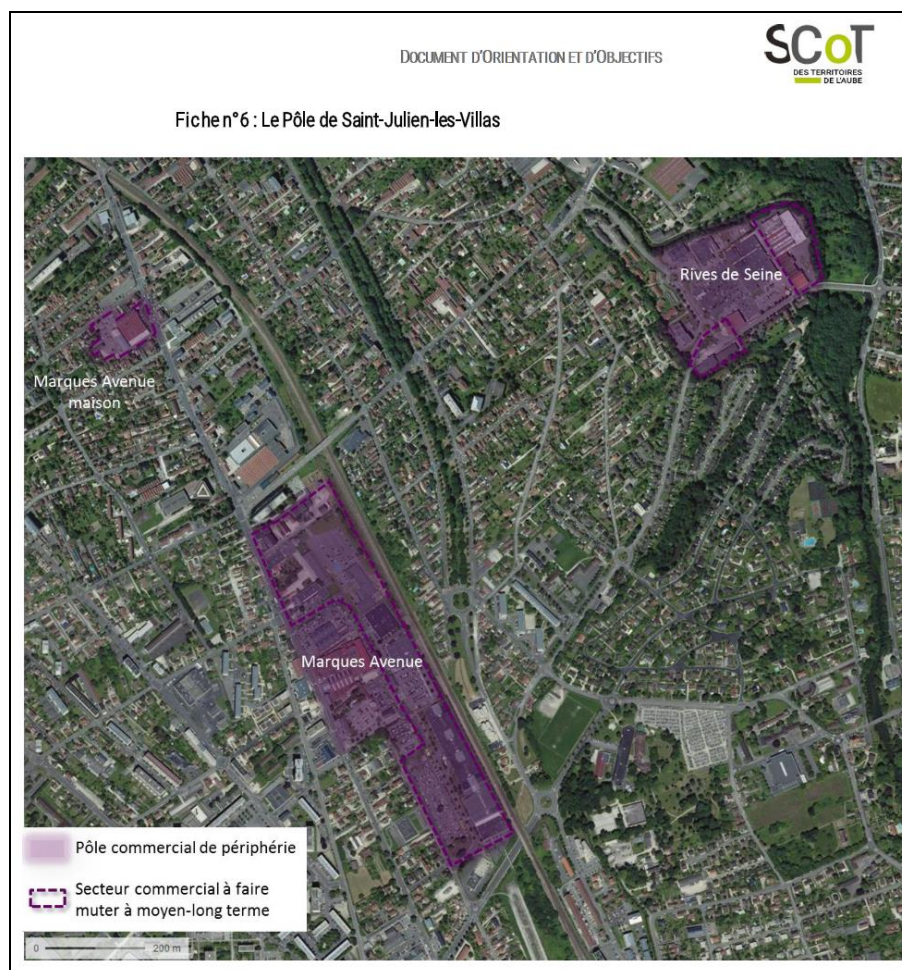 DOCUMENT D'ORIENTATION ET D'OBJECTIFS
SCoT
DES TERRITOIRES
DE L'AUBE
Fiche n°6 : Le Pôle de Saint-Julien-les-Villas
Rives de Seine
Marques Avenue
maison
Marques Avenue
Pôle commercial de périphérie
Secteur commercial à faire
muter à moyen-long terme
0 200 m